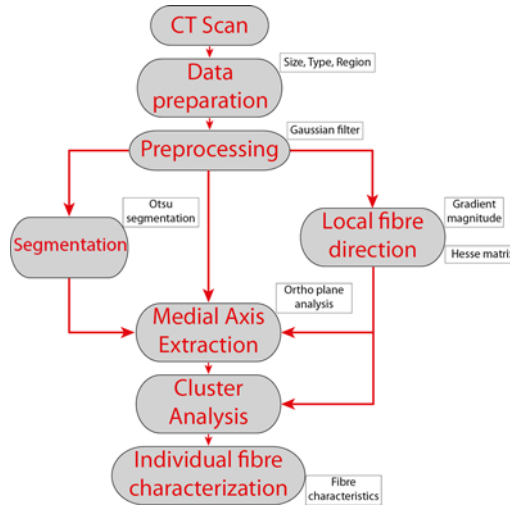 CT Scan
Data
preparation
Size, Type, Region
Gaussian filter
Preprocessing
Otsu
segmentation
Gradient
magnitude
Segmentation
Local fibre
direction
Hesse matrix
Ortho plane
analysis
Medial Axis
Extraction
Cluster
Analysis
Individual fibre
characterization
Fibre
characteristics